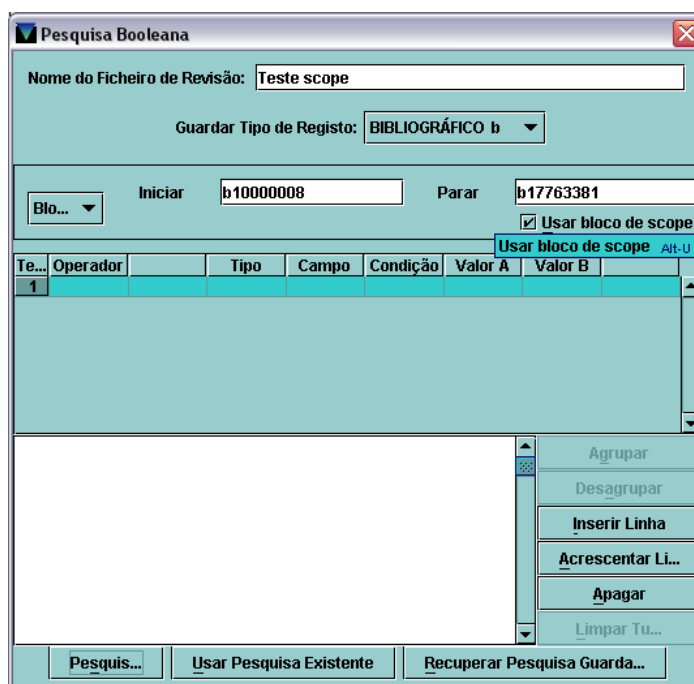 Pesquisa Booleana
Nome do Ficheiro de Revisão: Teste scope
Guardar Tipo de Registo: BIBLIOGRÁFICO b
Blo... Iniciar b10000008 Parar b17763381
Usar bloco de scope
Usar bloco de scope Alt-U
Te... Operador Tipo Campo Condição Valor A Valor B
1
Agrupar
Desagrupar
Inserir Linha
Acrescentar Li...
Apagar
Limpar Tu...
Pesquis... Usar Pesquisa Existente Recuperar Pesquisa Guarda...